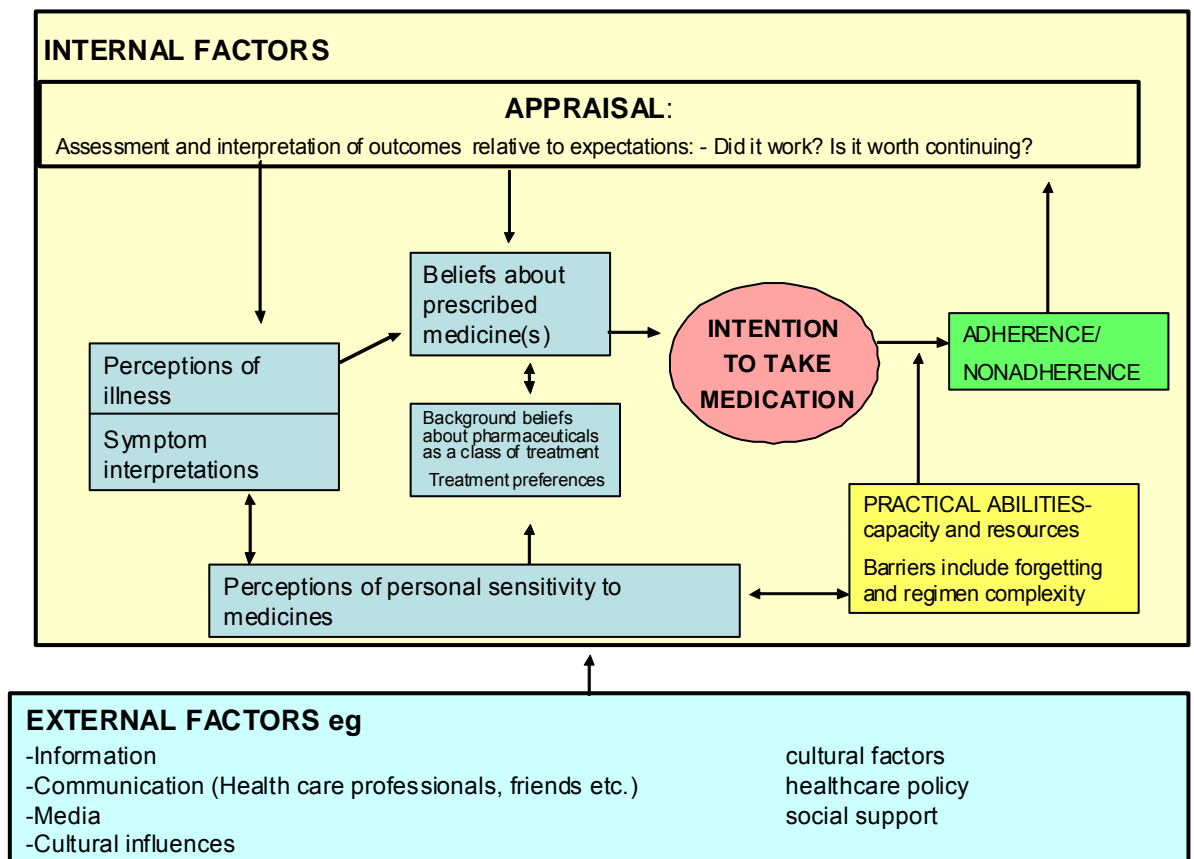 INTERNAL FACTORS
APPRAISAL:
Assessment and interpretation of outcomes relative to expectations: - Did it work? Is it worth continuing?
Beliefs about
prescribed
medicine(s)
INTENTION
TO TAKE
MEDICATION
ADHERENCE/
NONADHERENCE
Perceptions of
illness
Symptom
interpretations
Background beliefs
about pharmaceuticals
as a class of treatment
Treatment preferences
PRACTICAL ABILITIES-
capacity and resources
Barriers include forgetting
and regimen complexity
Perceptions of personal sensitivity to
medicines
EXTERNAL FACTORS eg
-Information
-Communication (Health care professionals, friends etc.)
-Media
-Cultural influences
cultural factors
healthcare policy
social support